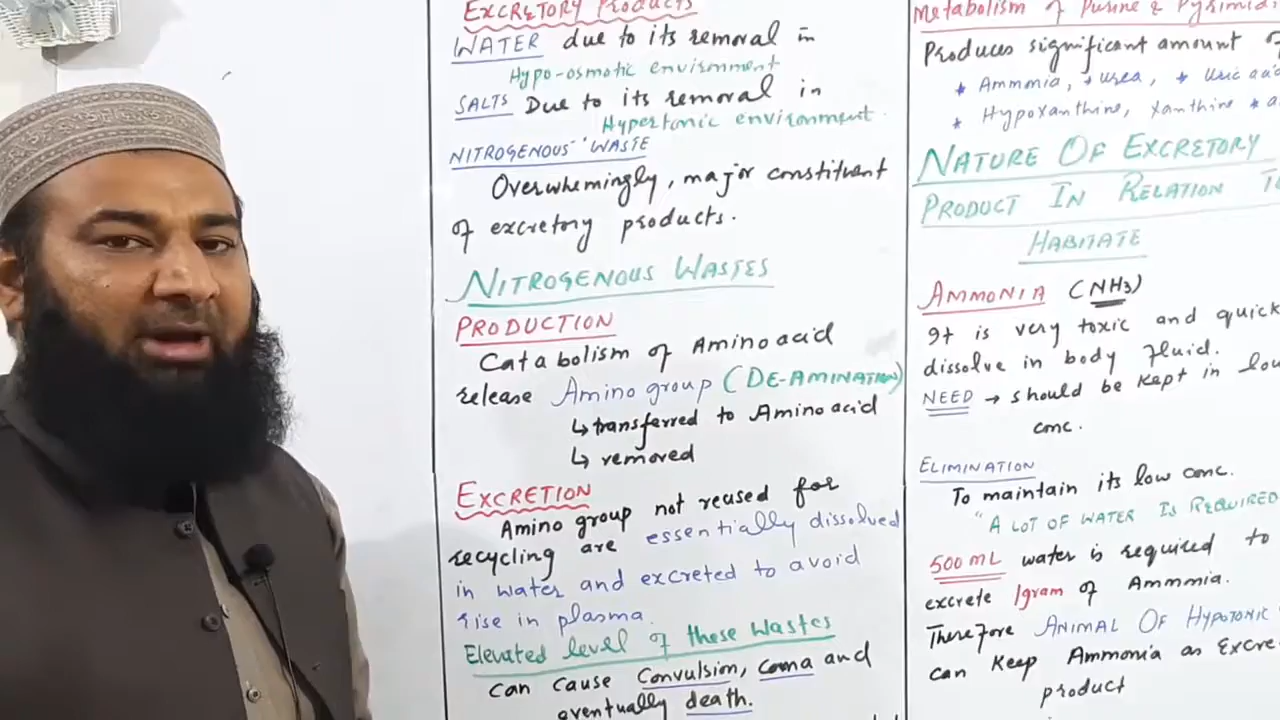 EXCRETORY Products
WATER due to its removal in
Hypo-osmotic environment
SALTS Due to its removal in
Hypertonic environment.
NITROGENOUS WASTE
Overwhemingly, major constituent
of excretory products.
NITROGENOUS WASTES
PRODUCTION
Catabolism of Amino acid
release Amino group (DE-AMINATION)
↳ transferred to Amino acid
↳ removed
EXCRETION
Amino group not reused for
recycling are essentially dissolved
in water and excreted to avoid
rise in plasma.
Elevated level of these wastes
can cause Convulsion, coma and
eventually death.
Metabolism of Purine & Pyrimid
Produces significant amount of
* Ammonia, * urea, * Uric
* Hypoxanthine, Xanthine *
NATURE OF EXCRETORY
PRODUCT IN RELATION TO
HABITATE
AMMONIA (NH3)
It is very toxic and quick
dissolve in body fluid.
NEED → should be kept in low
conc.
ELIMINATION
To maintain its low conc.
"A LOT OF WATER IS REQUIRED
500 mL water is required to
excrete 1gram of Ammmia.
Therefore ANIMAL OF HYPOTONIC
can keep Ammonia as Excre
product